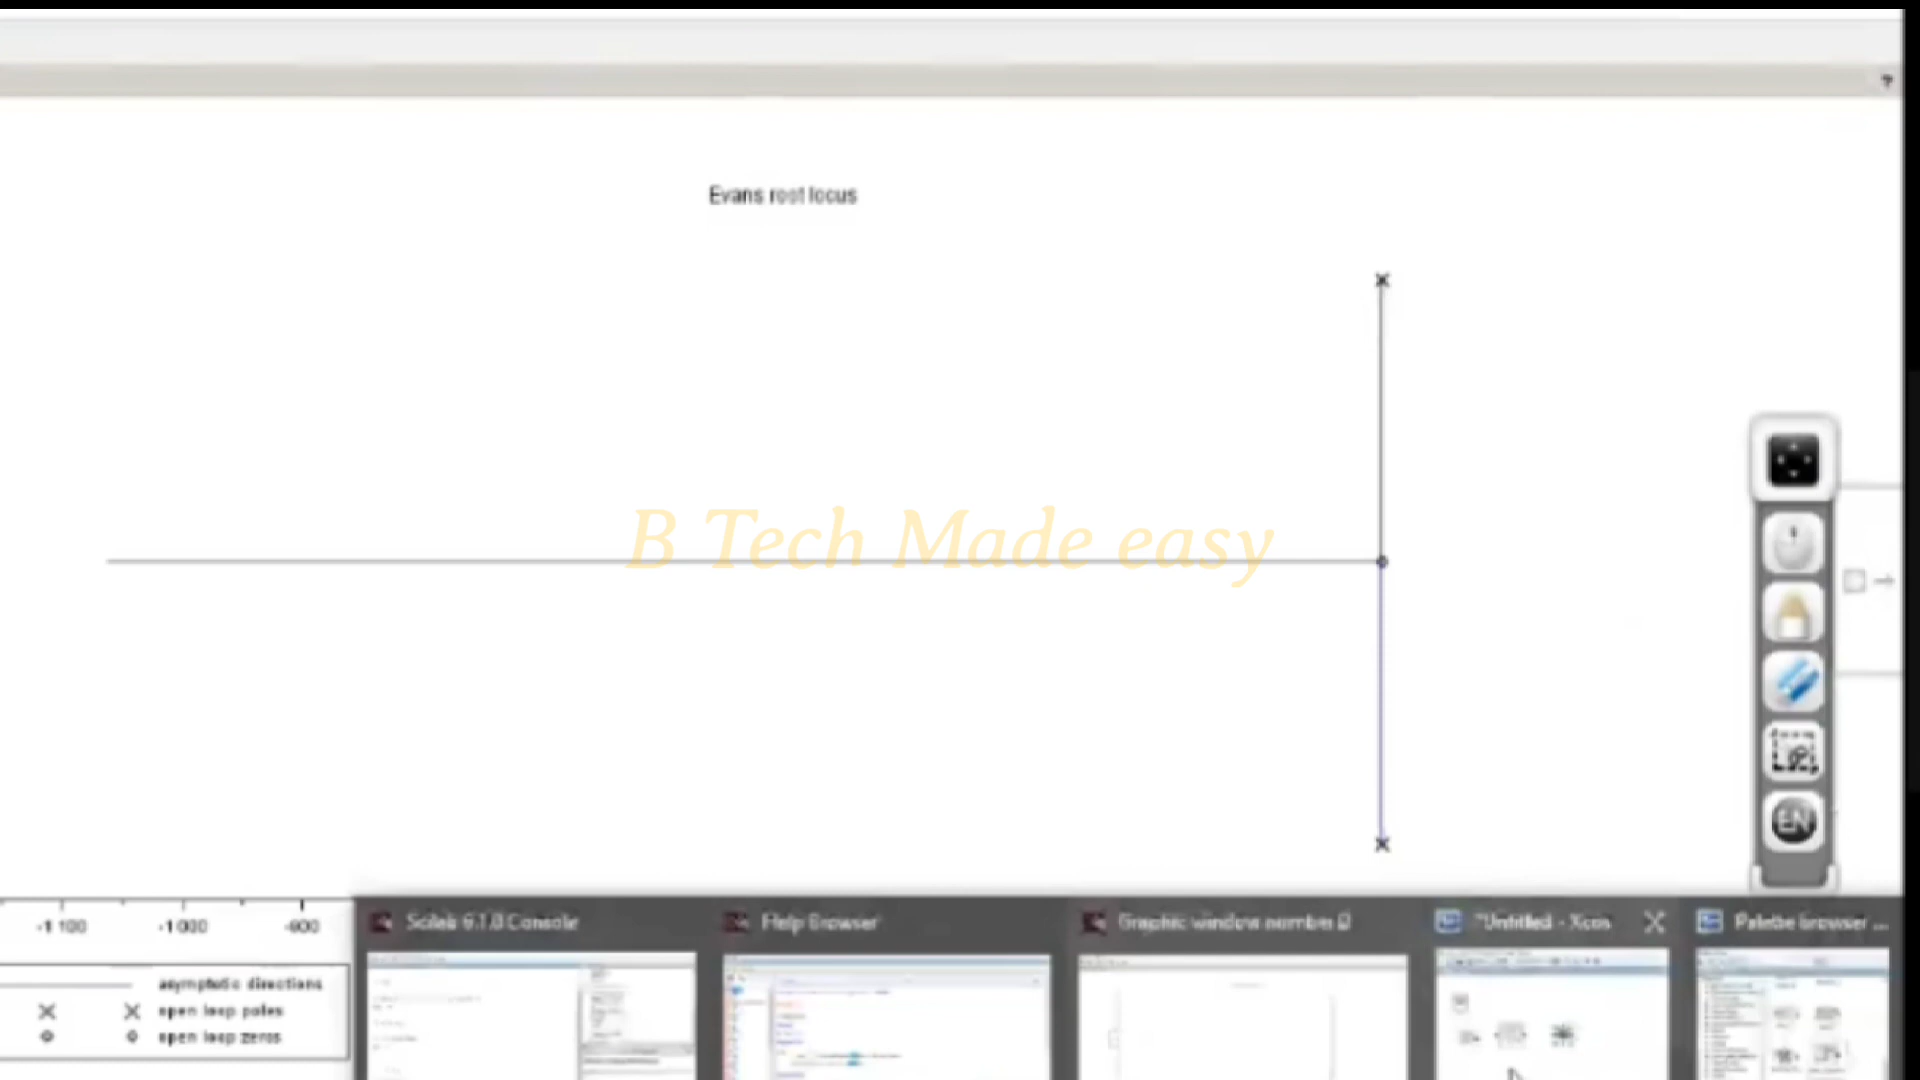 Evans root locus
B Tech Made easy
EN
-1 100
-1 000
-900
asymptotic directions
open loop poles
open loop zeros
Scilab 6.1.0 Console
Help Browser
Graphic window number 0
*Untitled - Xcos
Palette browser ...